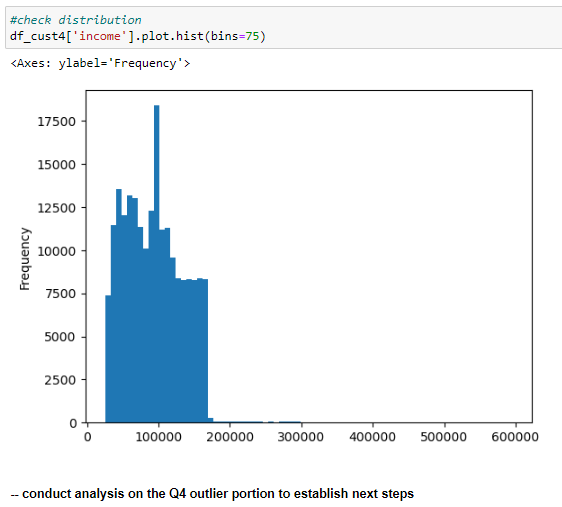 #check distribution
df_cust4['income'].plot.hist(bins=75)
<Axes: ylabel='Frequency'>
17500
15000
12500
10000
7500
5000
2500
0
Frequency
0 100000 200000 300000 400000 500000 600000
-- conduct analysis on the Q4 outlier portion to establish next steps